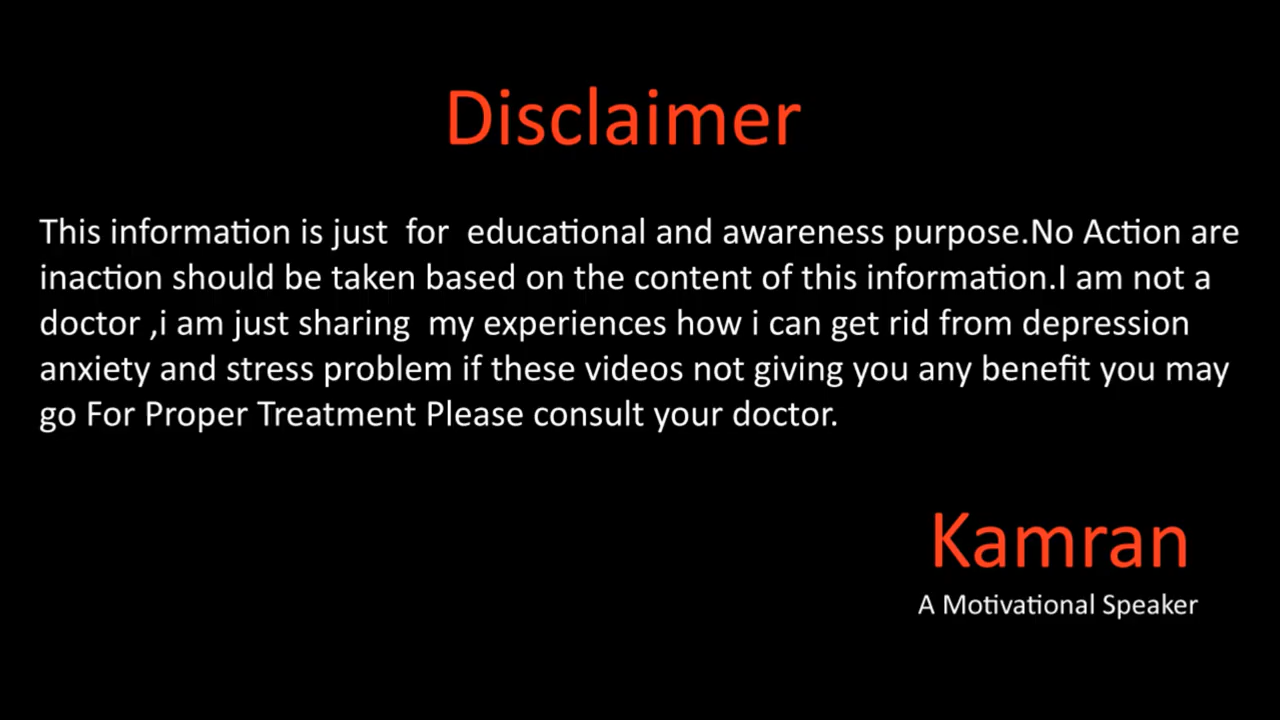 Disclaimer
This information is just  for  educational and awareness purpose.No Action are
inaction should be taken based on the content of this information.I am not a
doctor ,i am just sharing  my experiences how i can get rid from depression
anxiety and stress problem if these videos not giving you any benefit you may
go For Proper Treatment Please consult your doctor.
Kamran
A Motivational Speaker